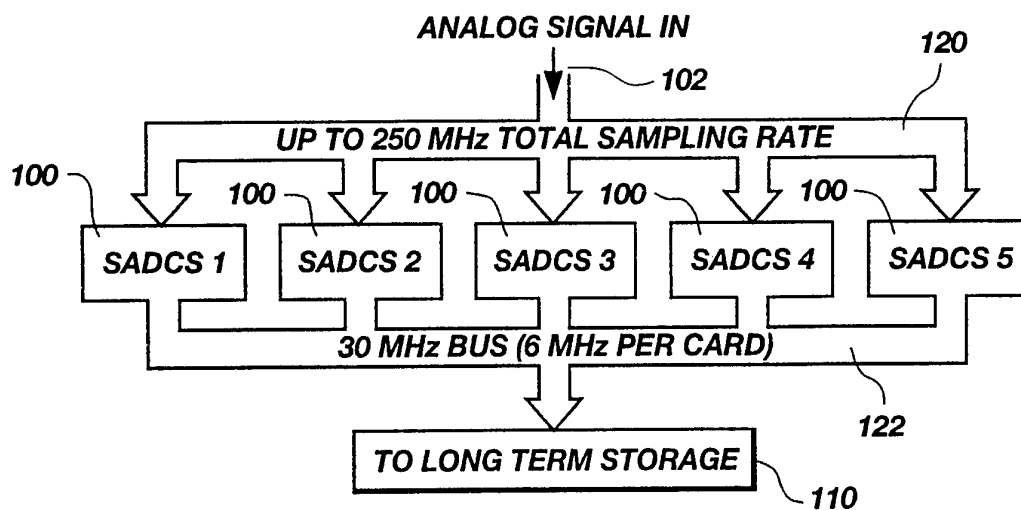 ANALOG SIGNAL IN
102
120
UP TO 250 MHz TOTAL SAMPLING RATE
100
100
100
100
100
SADCS 1
SADCS 2
SADCS 3
SADCS 4
SADCS 5
30 MHz BUS (6 MHz PER CARD)
122
TO LONG TERM STORAGE
110